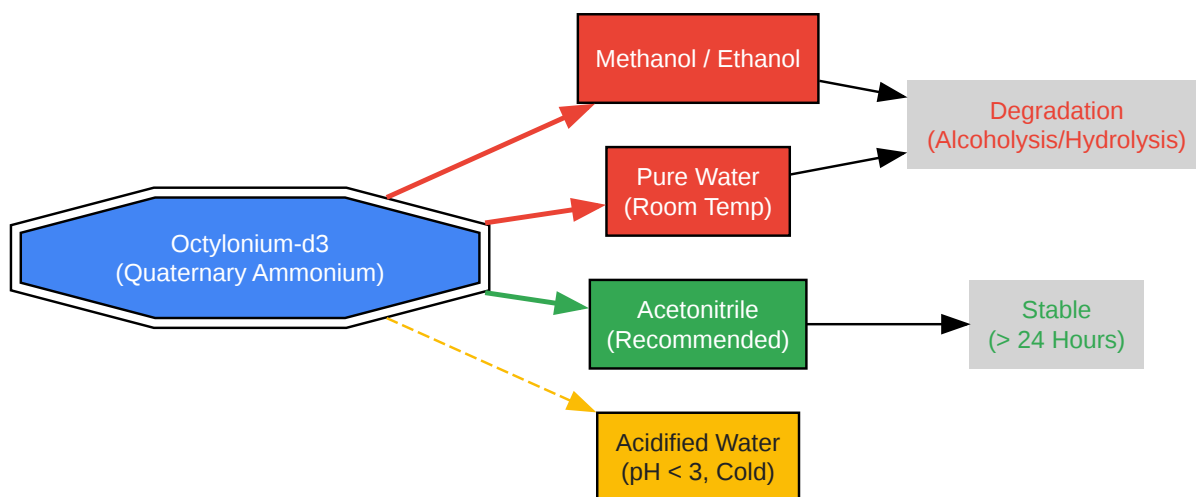 Methanol / Ethanol
Degradation
(Alcoholysis/Hydrolysis)
Pure Water
(Room Temp)
Octylonium-d3
(Quaternary Ammonium)
Acetonitrile
(Recommended)
Stable
(> 24 Hours)
Acidified Water
(pH < 3, Cold)